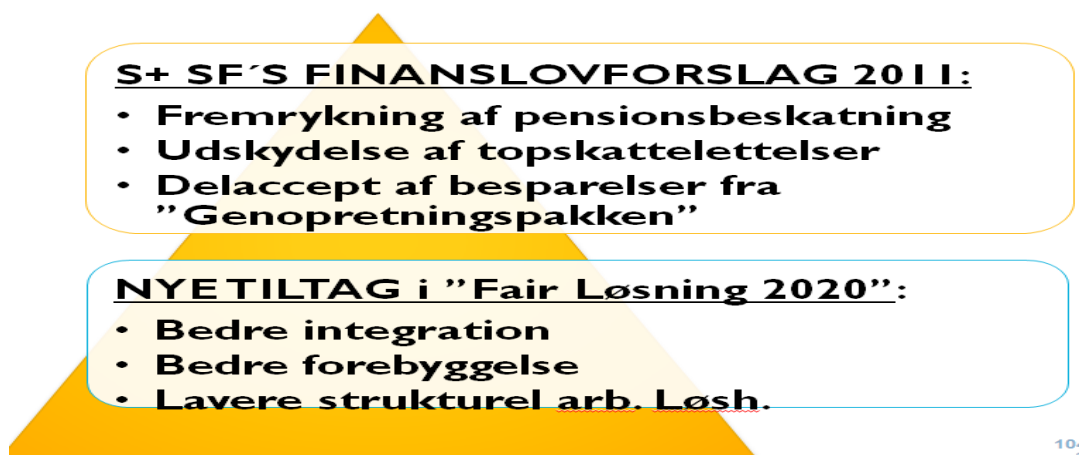 S+ SF´S FINANSLOVFORSLAG 2011:
• Fremrykning af pensionsbeskatning
• Udskydelse af topskattelettelser
• Delaccept af besparelser fra
”Genopretningspakken”
NYE TILTAG i ”Fair Løsning 2020”:
• Bedre integration
• Bedre forebyggelse
• Lavere strukturel arb. Løsh.